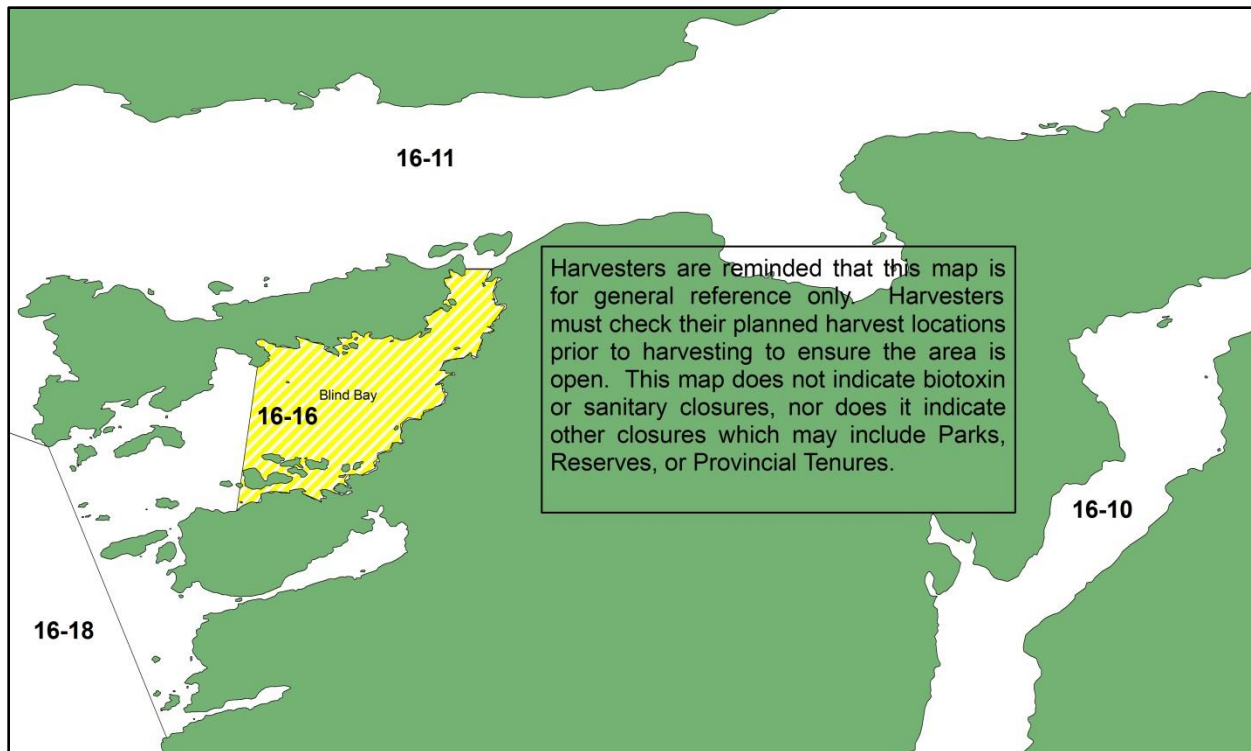 16-11
Harvesters are reminded that this map is
for general reference only. Harvesters
must check their planned harvest locations
prior to harvesting to ensure the area is
open. This map does not indicate biotoxin
or sanitary closures, nor does it indicate
other closures which may include Parks,
Reserves, or Provincial Tenures.
Blind Bay
16-16
16-10
16-18